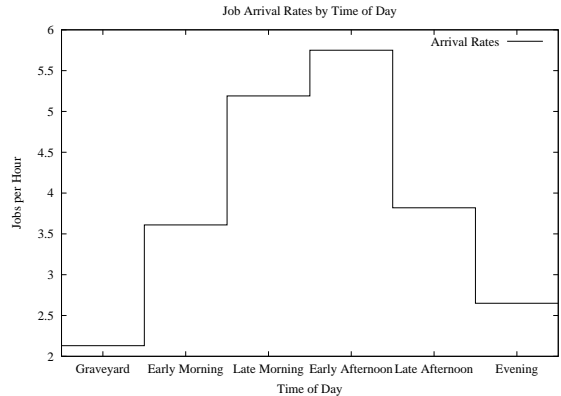 Job Arrival Rates by Time of Day
6
Arrival Rates
5.5
5
4.5
4
3.5
3
2.5
2
Jobs per Hour
Graveyard Early Morning Late Morning Early Afternoon Late Afternoon Evening
Time of Day